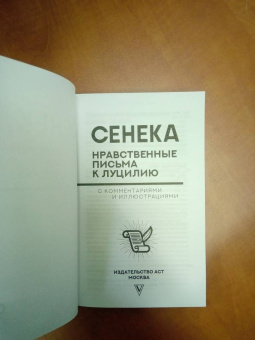 СЕНЕКА
НРАВСТВЕННЫЕ
ПИСЬМА
К ЛУЦИЛИЮ
С КОММЕНТАРИЯМИ
И ИЛЛЮСТРАЦИЯМИ
ИЗДАТЕЛЬСТВО АСТ
МОСКВА